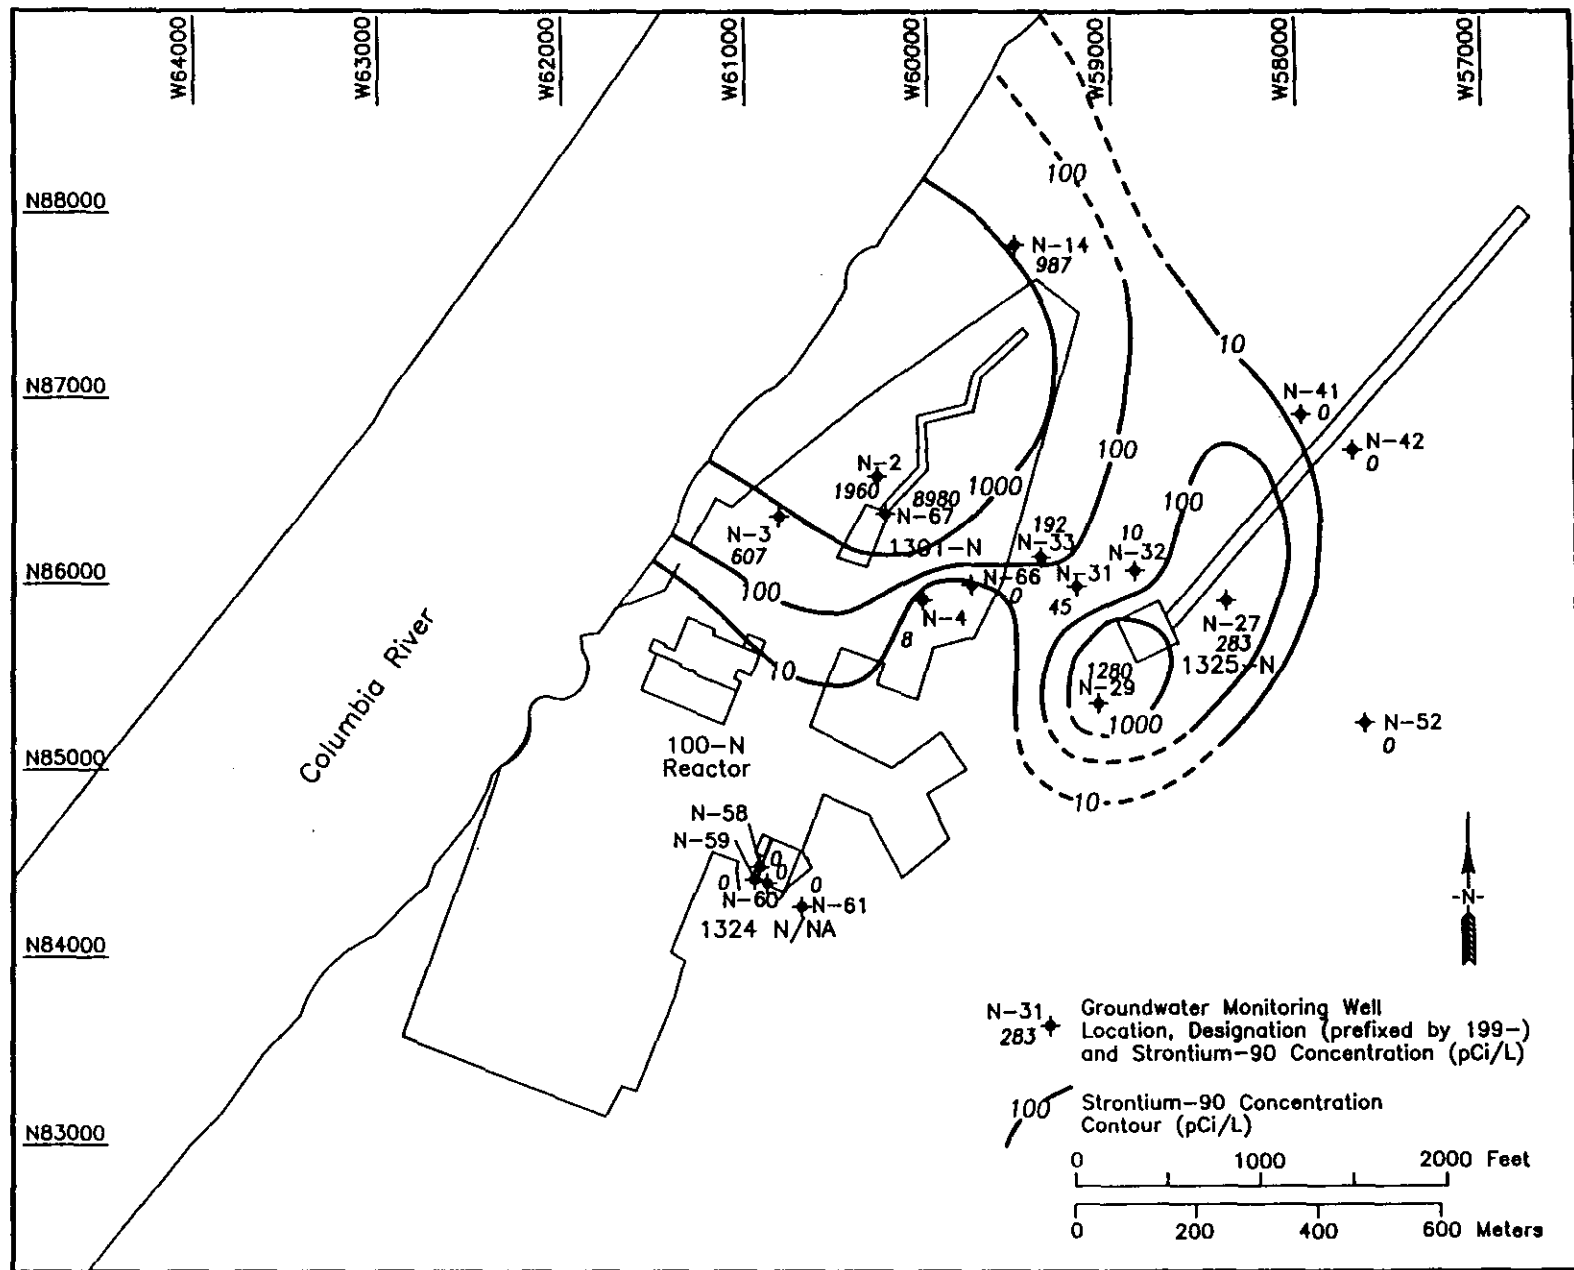 W64000
W63000
W62000
W61000
W60000
W59000
W58000
W57000
N88000
N87000
N86000
N85000
N84000
N83000
Columbia River
100
N-14
987
10
N-41
0
N-42
0
100
N-2
1960
8980
N-67
1000
1301-N
N-3
607
192
N-33
10
N-32
100
N-31
45
N-66
0
100
N-4
8
N-27
283
1325-N
10
1280
N-29
1000
N-52
0
10
100-N
Reactor
N-58
N-59
0
0
0
0
N-60
N-61
1324 N/NA
-N-
N-31
283
Groundwater Monitoring Well
Location, Designation (prefixed by 199-)
and Strontium-90 Concentration (pCi/L)
100
Strontium-90 Concentration
Contour (pCi/L)
0 1000 2000 Feet
0 200 400 600 Meters